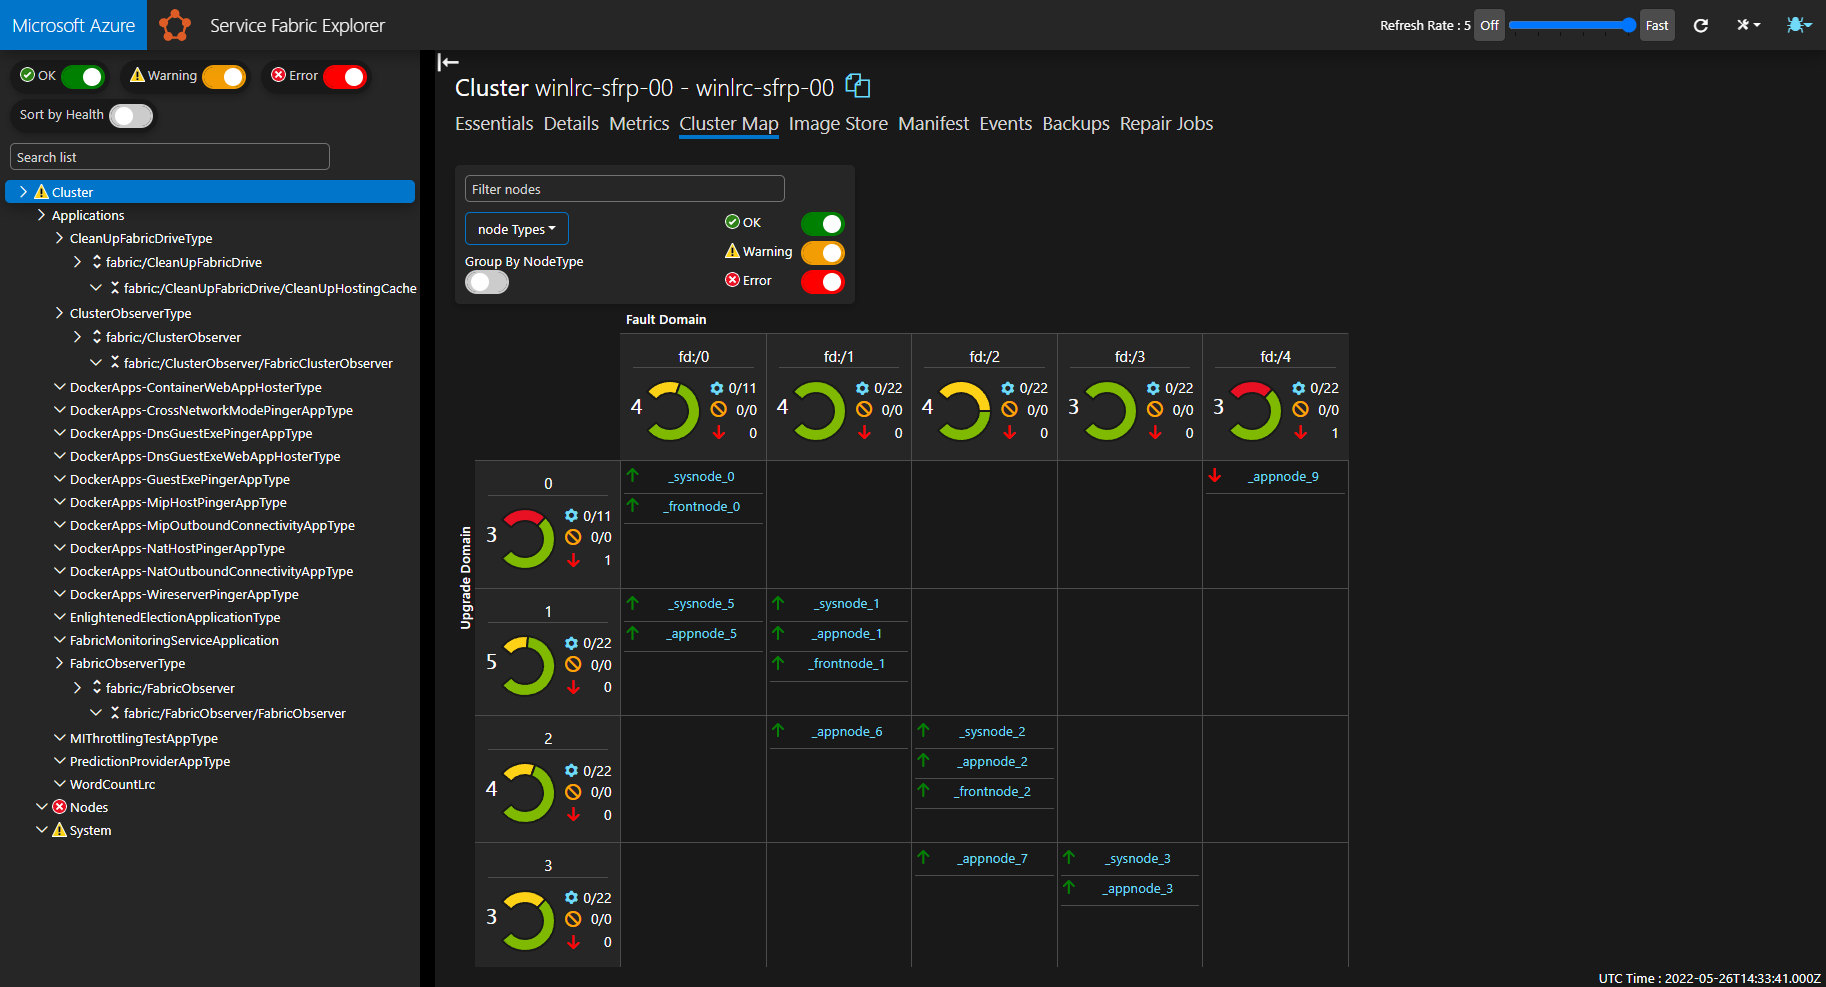 Microsoft Azure
Service Fabric Explorer
Refresh Rate : 5 Off Fast
OK Warning Error
Sort by Health
Search list
Cluster
Applications
CleanUpFabricDriveType
fabric:/CleanUpFabricDrive
fabric:/CleanUpFabricDrive/CleanUpHostingCache
ClusterObserverType
fabric:/ClusterObserver
fabric:/ClusterObserver/FabricClusterObserver
DockerApps-ContainerWebAppHosterType
DockerApps-CrossNetworkModePingerAppType
DockerApps-DnsGuestExePingerAppType
DockerApps-DnsGuestExeWebAppHosterType
DockerApps-GuestExePingerAppType
DockerApps-MipHostPingerAppType
DockerApps-MipOutboundConnectivityAppType
DockerApps-NatHostPingerAppType
DockerApps-NatOutboundConnectivityAppType
DockerApps-WireserverPingerAppType
EnlightenedElectionApplicationType
FabricMonitoringServiceApplication
FabricObserverType
fabric:/FabricObserver
fabric:/FabricObserver/FabricObserver
MIThrottlingTestAppType
PredictionProviderAppType
WordCountLrc
Nodes
System
Cluster winlrc-sfrp-00 - winlrc-sfrp-00
Essentials Details Metrics Cluster Map Image Store Manifest Events Backups Repair Jobs
Filter nodes
node Types
Group By NodeType
OK
Warning
Error
Fault Domain
fd:/0
4
0/11
0/0
0
fd:/1
4
0/22
0/0
0
fd:/2
4
0/22
0/0
0
fd:/3
3
0/22
0/0
0
fd:/4
3
0/22
0/0
1
Upgrade Domain
0
3
0/11
0/0
1
_sysnode_0
_frontnode_0
_appnode_9
1
5
0/22
0/0
0
_sysnode_5
_appnode_5
_sysnode_1
_appnode_1
_frontnode_1
2
4
0/22
0/0
0
_appnode_6
_sysnode_2
_appnode_2
_frontnode_2
3
3
0/22
0/0
0
_appnode_7
_sysnode_3
_appnode_3
UTC Time : 2022-05-26T14:33:41.000Z